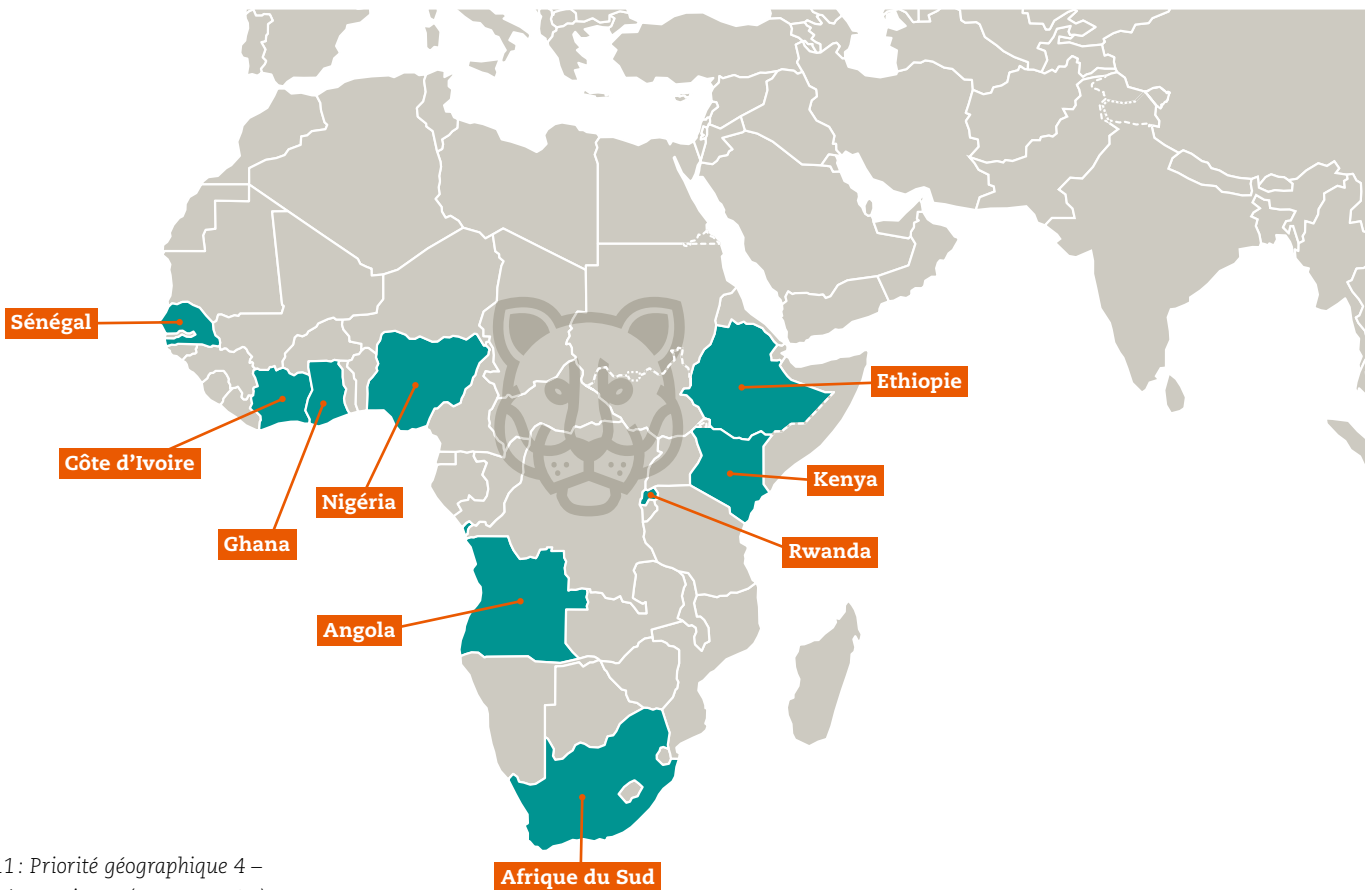 Sénégal
Ethiopie
Côte d'Ivoire
Kenya
Nigéria
Ghana
Rwanda
Angola
Afrique du Sud
1 : Priorité géographique 4 –